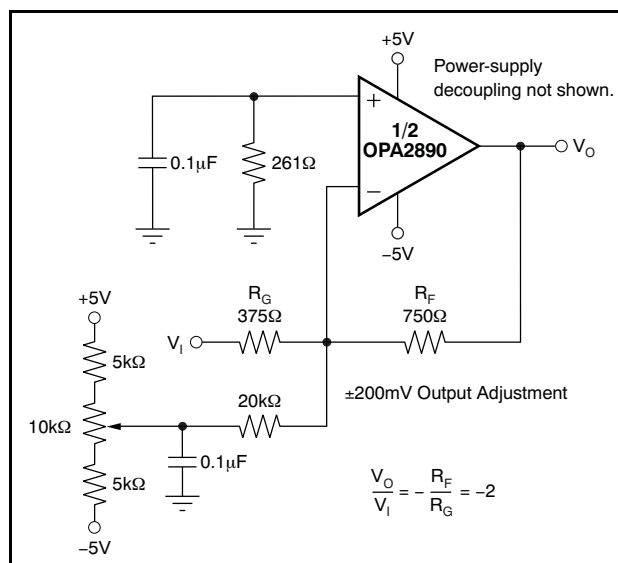 +5V
Power-supply
decoupling not shown.
+
1/2
OPA2890
−
0.1μF
261Ω
V_O
−5V
+5V
R_G
375Ω
R_F
750Ω
V_I
5kΩ
20kΩ
±200mV Output Adjustment
10kΩ
0.1μF
5kΩ
V_O/V_I = − R_F/R_G = −2
−5V